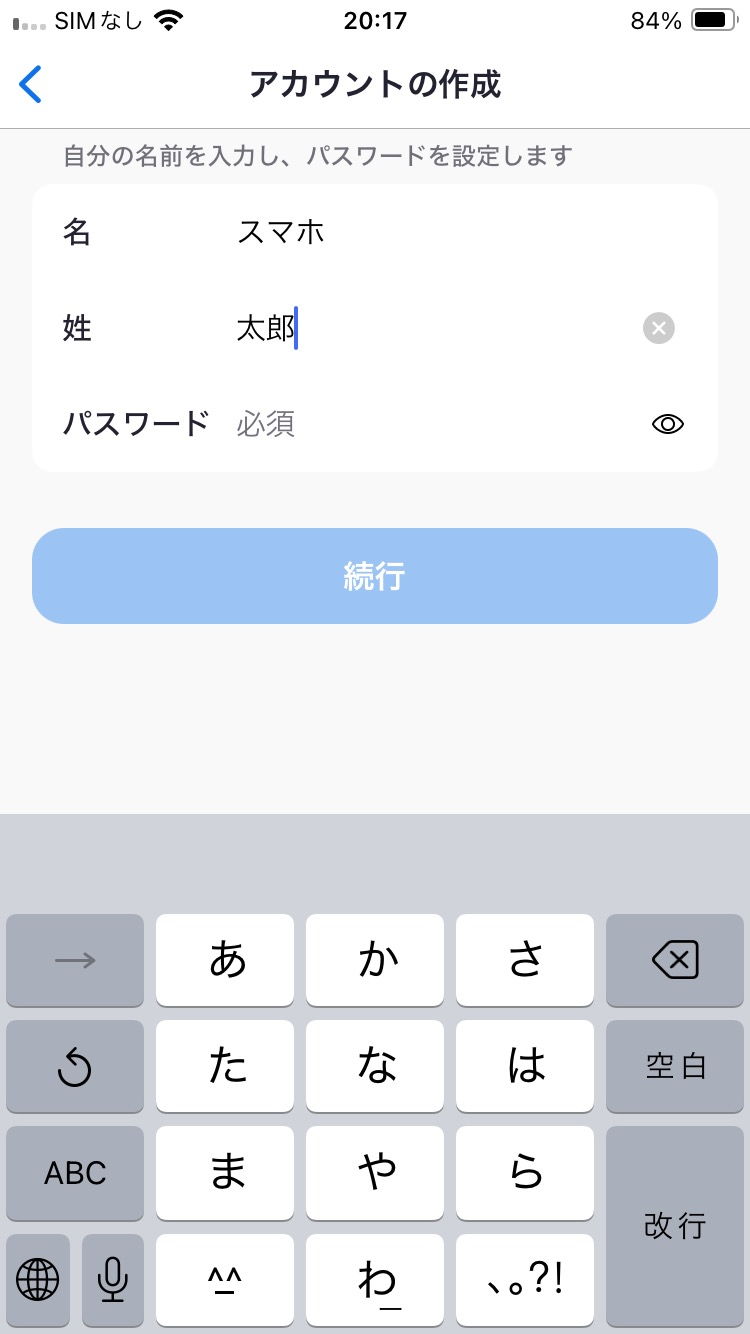 SIMなし 20:17 84%
アカウントの作成
自分の名前を入力し、パスワードを設定します
名 スマホ
姓 太郎
パスワード 必須
続行
→ あ か さ
た な は 空白
ABC ま や ら
改行
^^ わ 、。?!